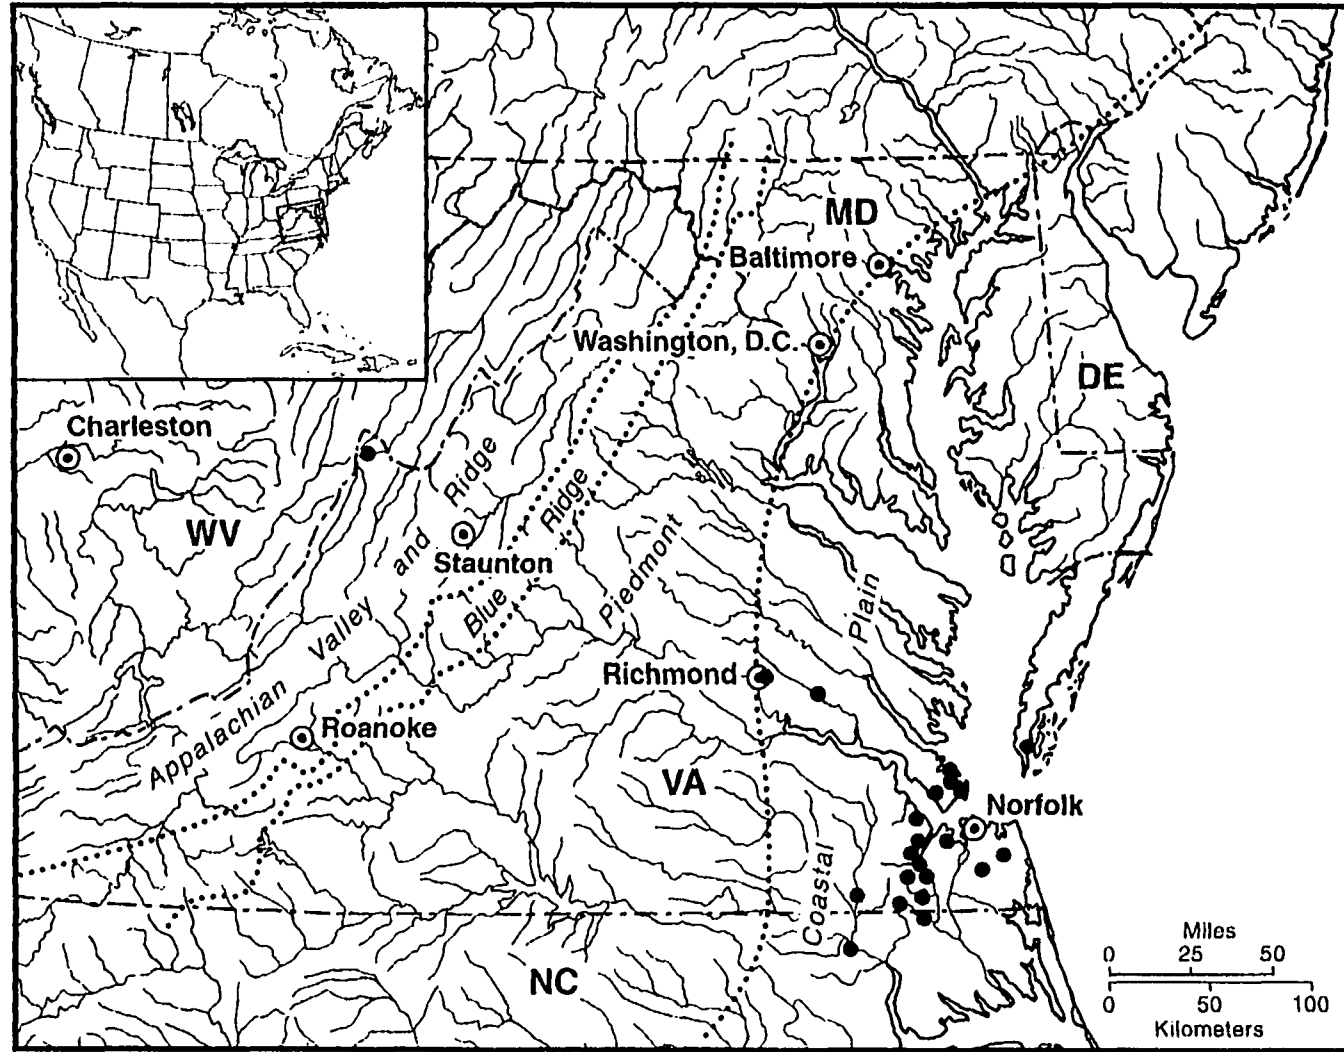 MD
Baltimore
Washington, D.C.
DE
Charleston
WV
Staunton
Appalachian Valley and Ridge
Blue Ridge
Piedmont
Coastal Plain
Richmond
Roanoke
VA
Norfolk
NC
Miles
0 25 50
0 50 100
Kilometers